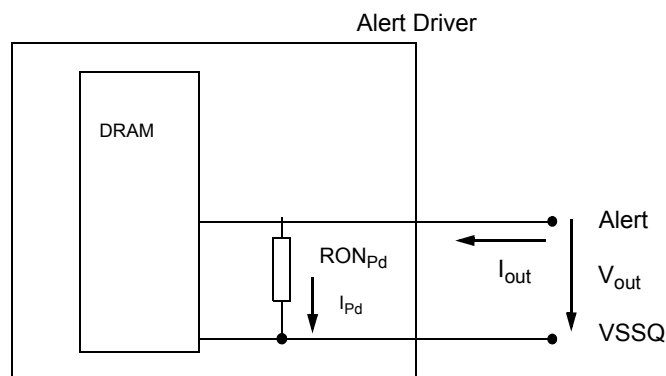 Alert Driver
DRAM
Alert
RONPd
Iout
Vout
IPd
VSSQ